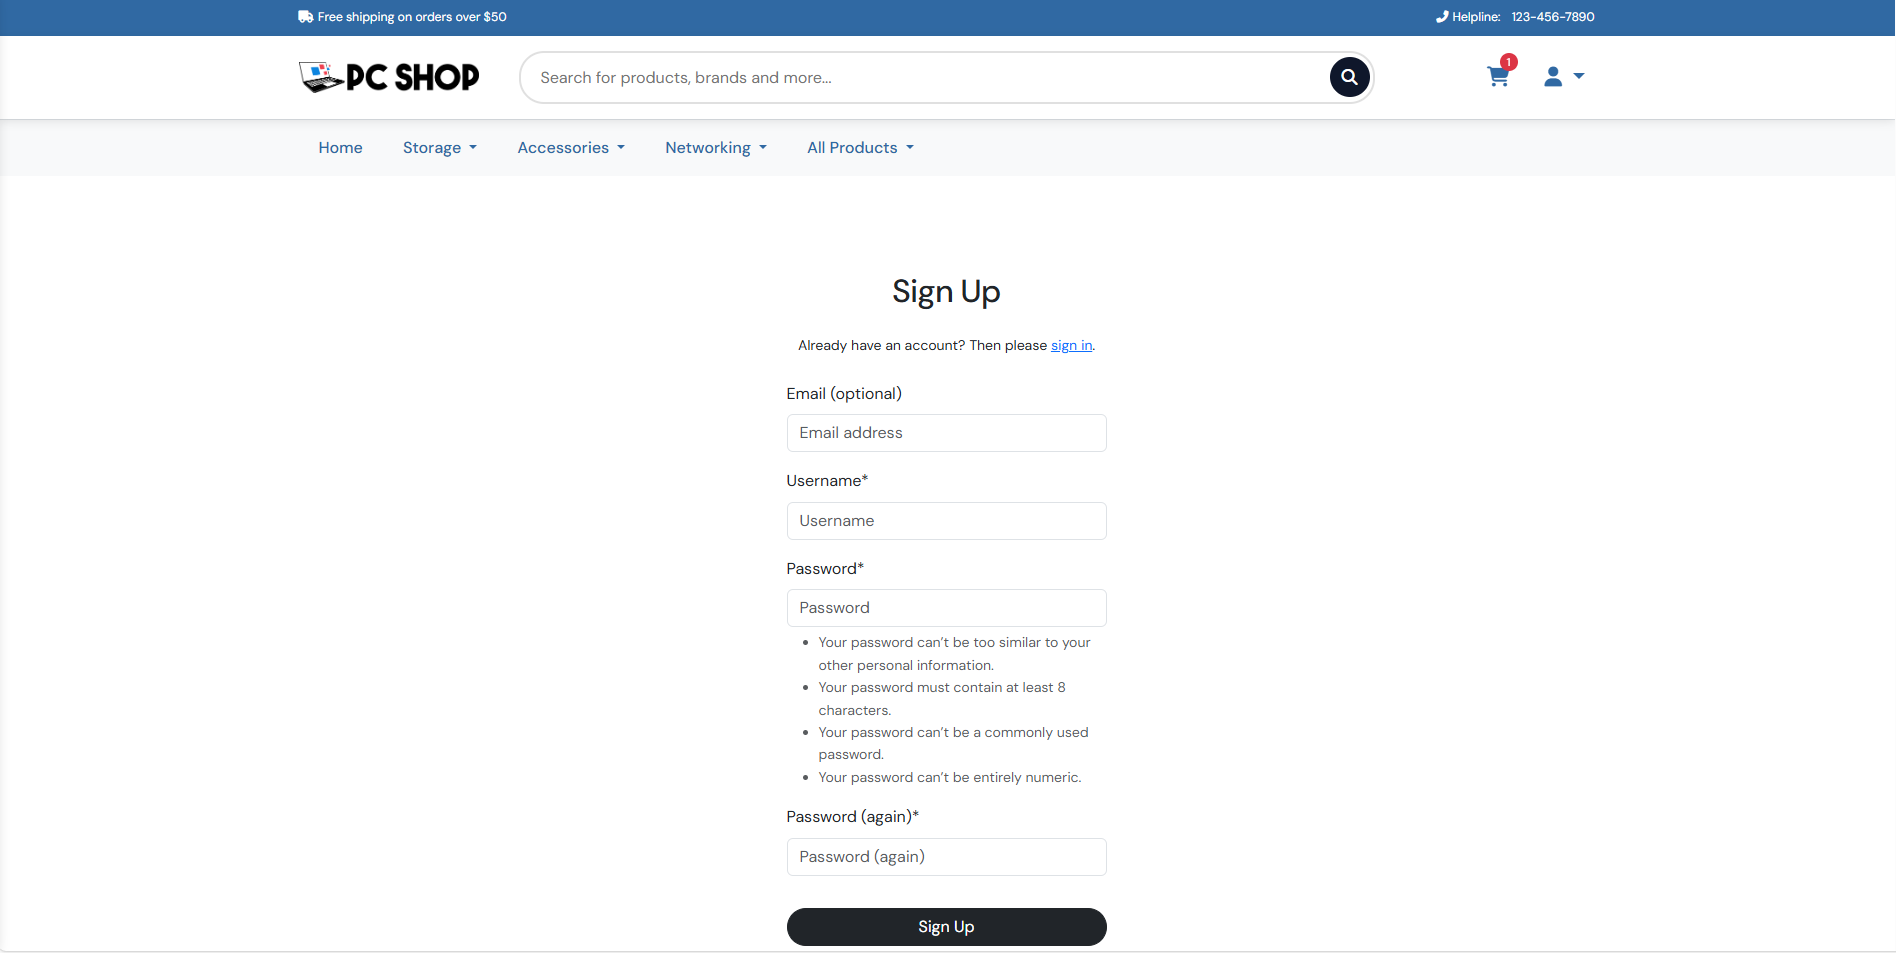 Free shipping on orders over $50
Helpline: 123-456-7890
PC SHOP
Search for products, brands and more...
1
Home
Storage
Accessories
Networking
All Products
Sign Up
Already have an account? Then please sign in.
Email (optional)
Email address
Username*
Username
Password*
Password
• Your password can’t be too similar to your
other personal information.
• Your password must contain at least 8
characters.
• Your password can’t be a commonly used
password.
• Your password can’t be entirely numeric.
Password (again)*
Password (again)
Sign Up